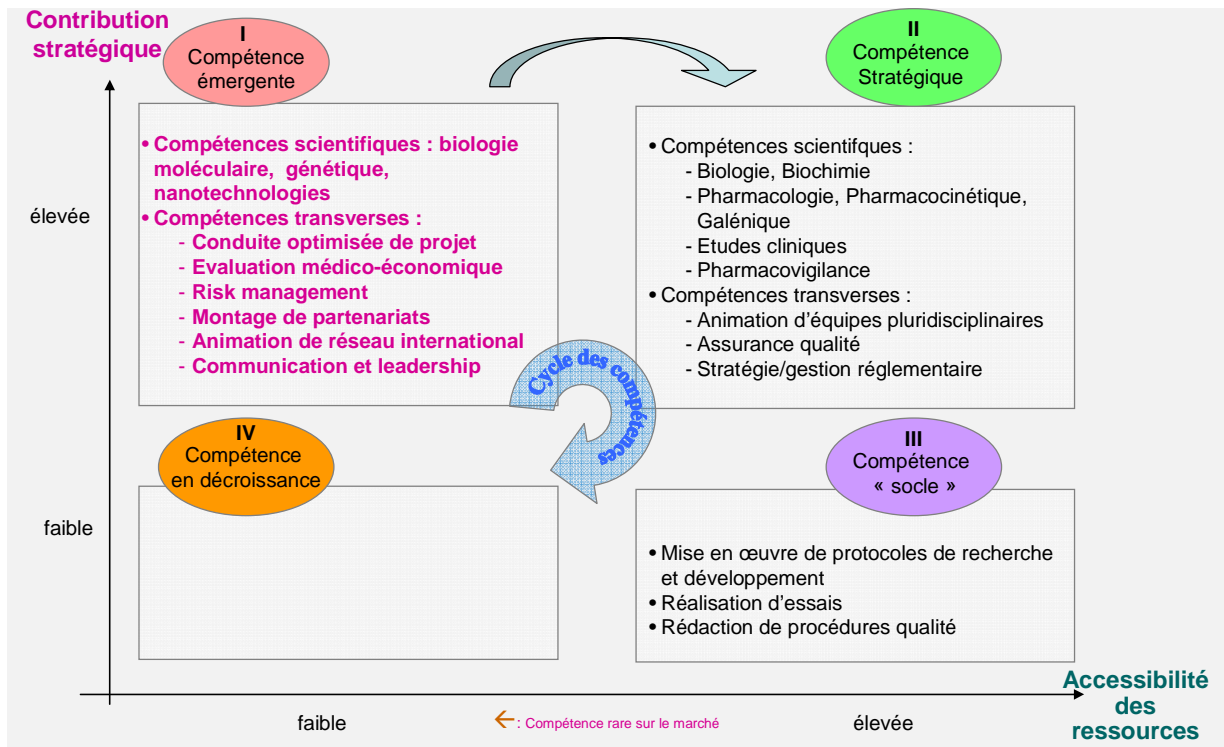 Contribution
stratégique
I
Compétence
émergente
II
Compétence
Stratégique
• Compétences scientifiques : biologie
moléculaire, génétique,
nanotechnologies
• Compétences transverses :
- Conduite optimisée de projet
- Evaluation médico-économique
- Risk management
- Montage de partenariats
- Animation de réseau international
- Communication et leadership
• Compétences scientifques :
- Biologie, Biochimie
- Pharmacologie, Pharmacocinétique,
Galénique
- Etudes cliniques
- Pharmacovigilance
• Compétences transverses :
- Animation d'équipes pluridisciplinaires
- Assurance qualité
- Stratégie/gestion réglementaire
élevée
Cycle des compétences
IV
Compétence
en décroissance
III
Compétence
« socle »
faible
• Mise en œuvre de protocoles de recherche
et développement
• Réalisation d'essais
• Rédaction de procédures qualité
Accessibilité
des
ressources
faible
← : Compétence rare sur le marché
élevée